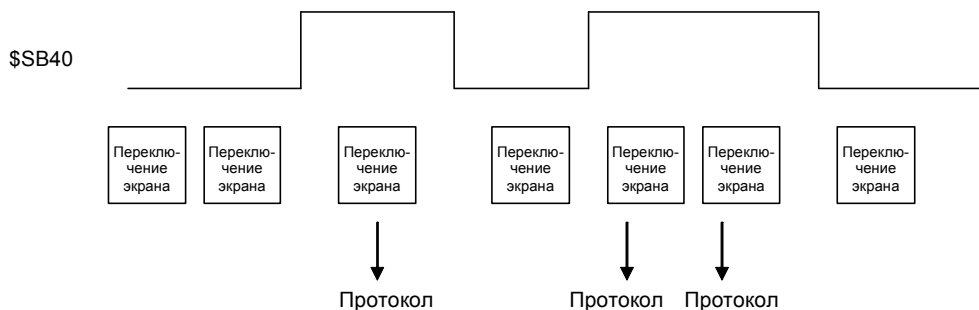 $SB40
Переклю-
чение
экрана
Переклю-
чение
экрана
Переклю-
чение
экрана
Переклю-
чение
экрана
Переклю-
чение
экрана
Переклю-
чение
экрана
Переклю-
чение
экрана
Протокол
Протокол
Протокол